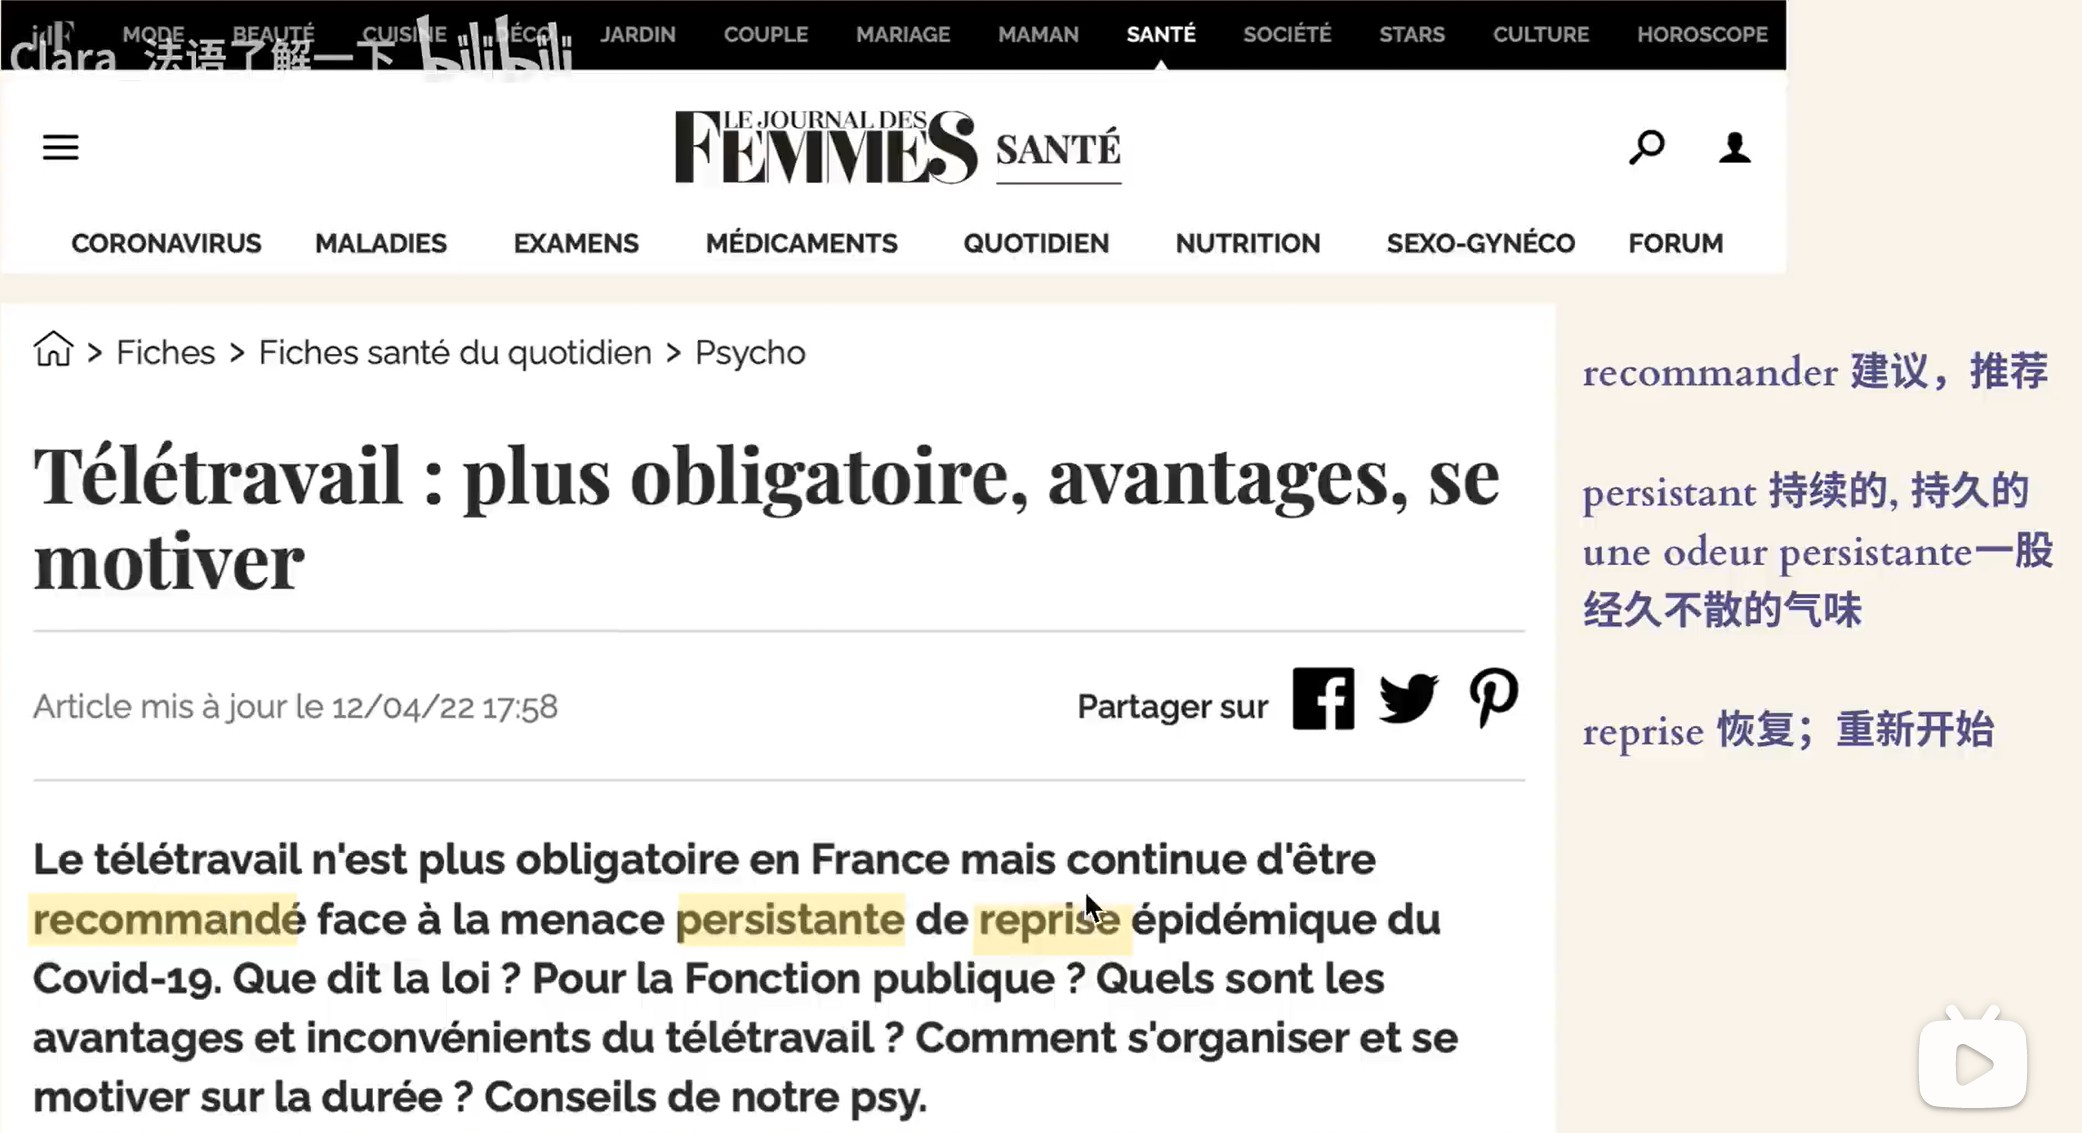 jdF MODE BEAUTÉ CUISINE DÉCO JARDIN COUPLE MARIAGE MAMAN SANTÉ SOCIÉTÉ STARS CULTURE HOROSCOPE
Clara_法语了解一下 bilibili
LE JOURNAL DES
FEMMES SANTÉ
CORONAVIRUS MALADIES EXAMENS MÉDICAMENTS QUOTIDIEN NUTRITION SEXO-GYNÉCO FORUM
> Fiches > Fiches santé du quotidien > Psycho
Télétravail : plus obligatoire, avantages, se
motiver
Article mis à jour le 12/04/22 17:58
Partager sur
Le télétravail n'est plus obligatoire en France mais continue d'être
recommandé face à la menace persistante de reprise épidémique du
Covid-19. Que dit la loi ? Pour la Fonction publique ? Quels sont les
avantages et inconvénients du télétravail ? Comment s'organiser et se
motiver sur la durée ? Conseils de notre psy.
recommander 建议，推荐
persistant 持续的, 持久的
une odeur persistante一股
经久不散的气味
reprise 恢复；重新开始